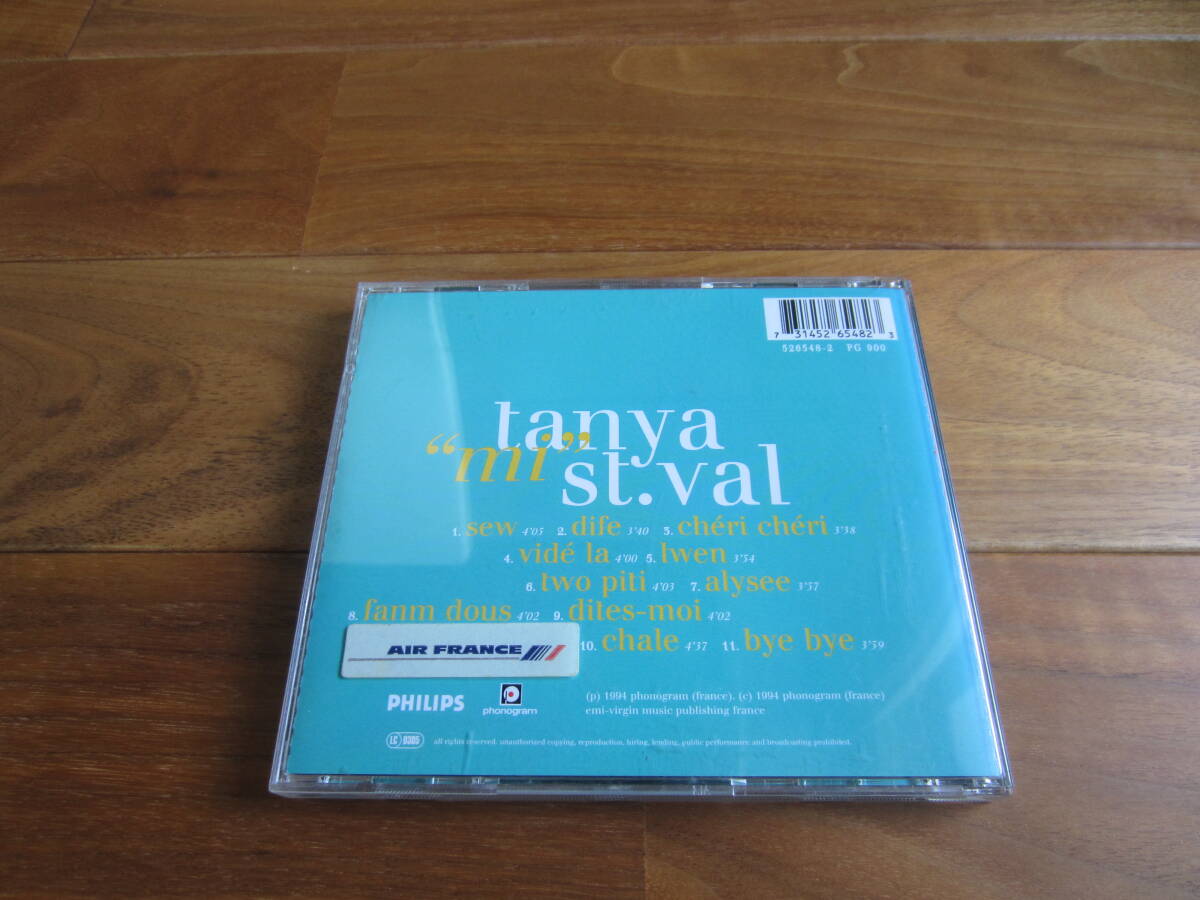 7 31452 65482 3
526548-2 PG 900
tanya
"mi"
st.val
1. sew 4'05 2. dife 3'40 3. chéri chéri 3'38
4. vidé la 4'00 5. lwen 3'54
6. two piti 4'03 7. alysee 3'57
8. fanm dous 4'02 9. dites-moi 4'02
10. chale 4'37 11. bye bye 3'59
AIR FRANCE
PHILIPS
phonogram
(p) 1994 phonogram (france). (c) 1994 phonogram (france)
emi-virgin music publishing france
LC 0305
all rights reserved. unauthorized copying, reproduction, hiring, lending, public performance and broadcasting prohibited.